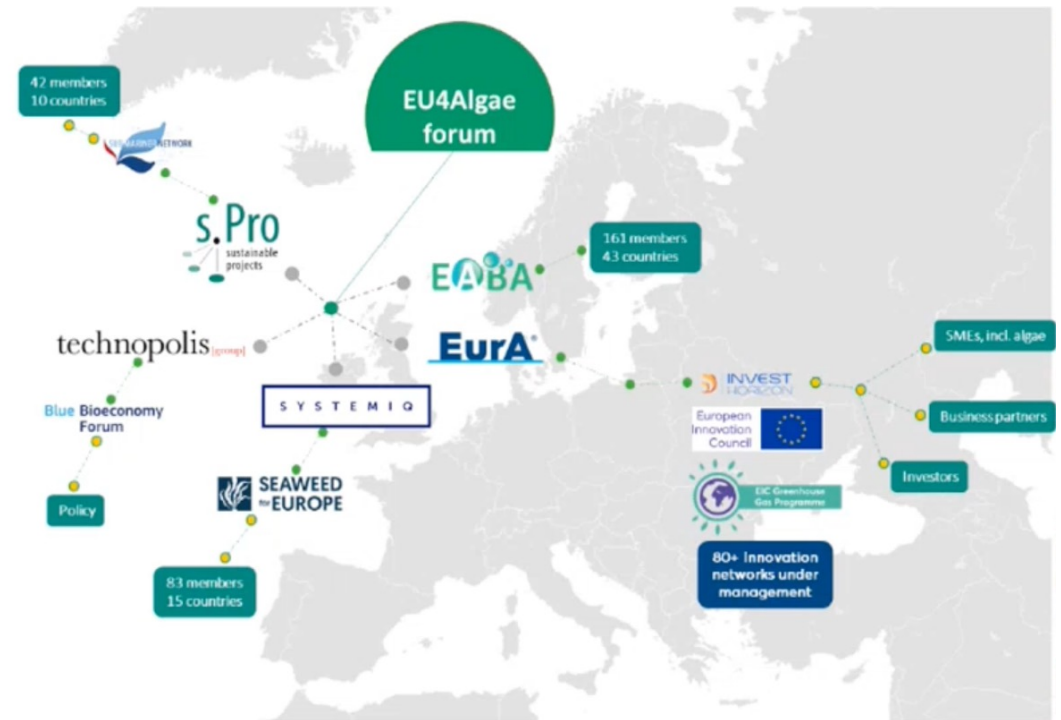 EU4Algae
forum
42 members
10 countries
NETWORK
s.Pro
sustainable
projects
161 members
43 countries
EABA
technopolis [group]
EurA
SMEs, incl. algae
INVEST
HORIZON
SYSTEMIQ
Blue Bioeconomy
Forum
European
Innovation
Council
Business partners
Investors
SEAWEED
for EUROPE
EIC Greenhouse
Gas Programme
Policy
80+ Innovation
networks under
management
83 members
15 countries